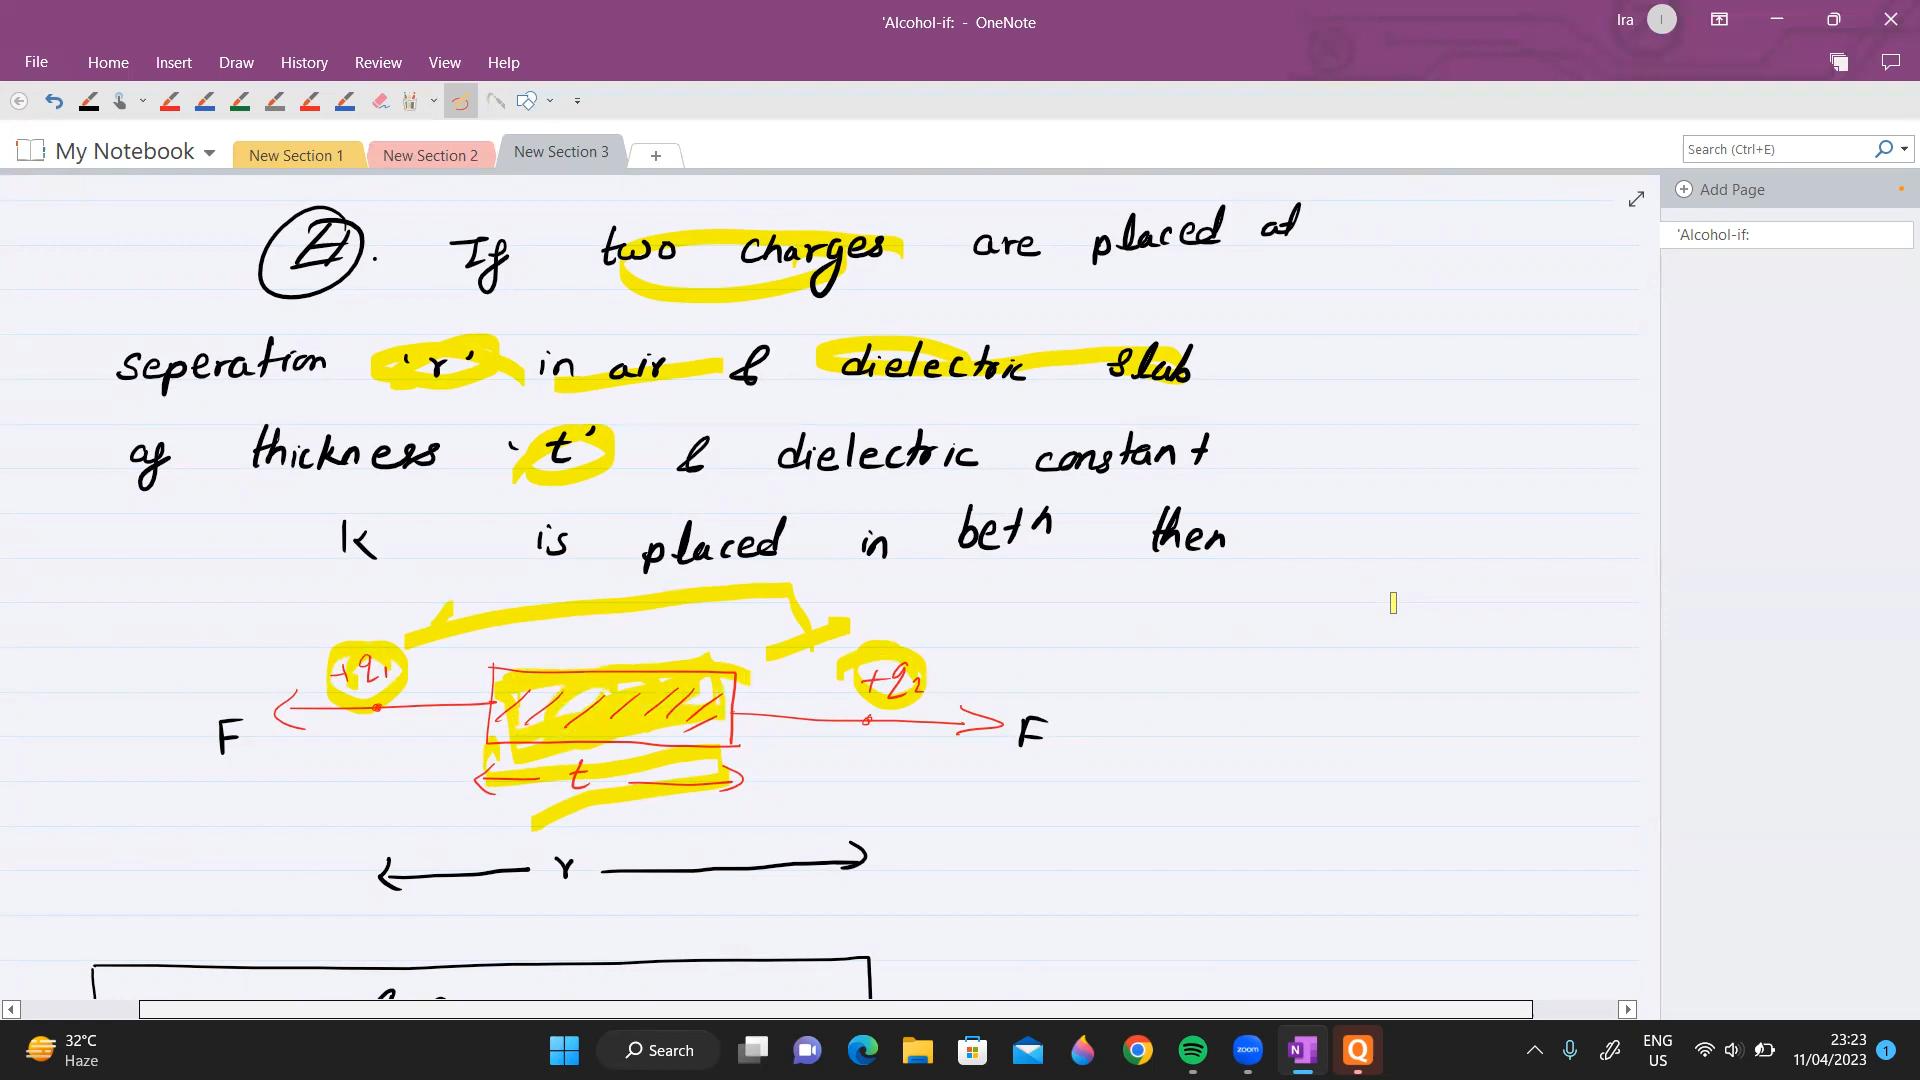 'Alcohol-if: - OneNote
Ira I
File Home Insert Draw History Review View Help
My Notebook New Section 1 New Section 2 New Section 3
Search (Ctrl+E)
Add Page
'Alcohol-if:
II. If two charges are placed at
seperation 'r' in air & dielectric slab
of thickness 't' & dielectric constant
K is placed in betn then
+q1 +q2
F F
t
r
32°C
Haze
Search
zoom
ENG
US
23:23
11/04/2023
1